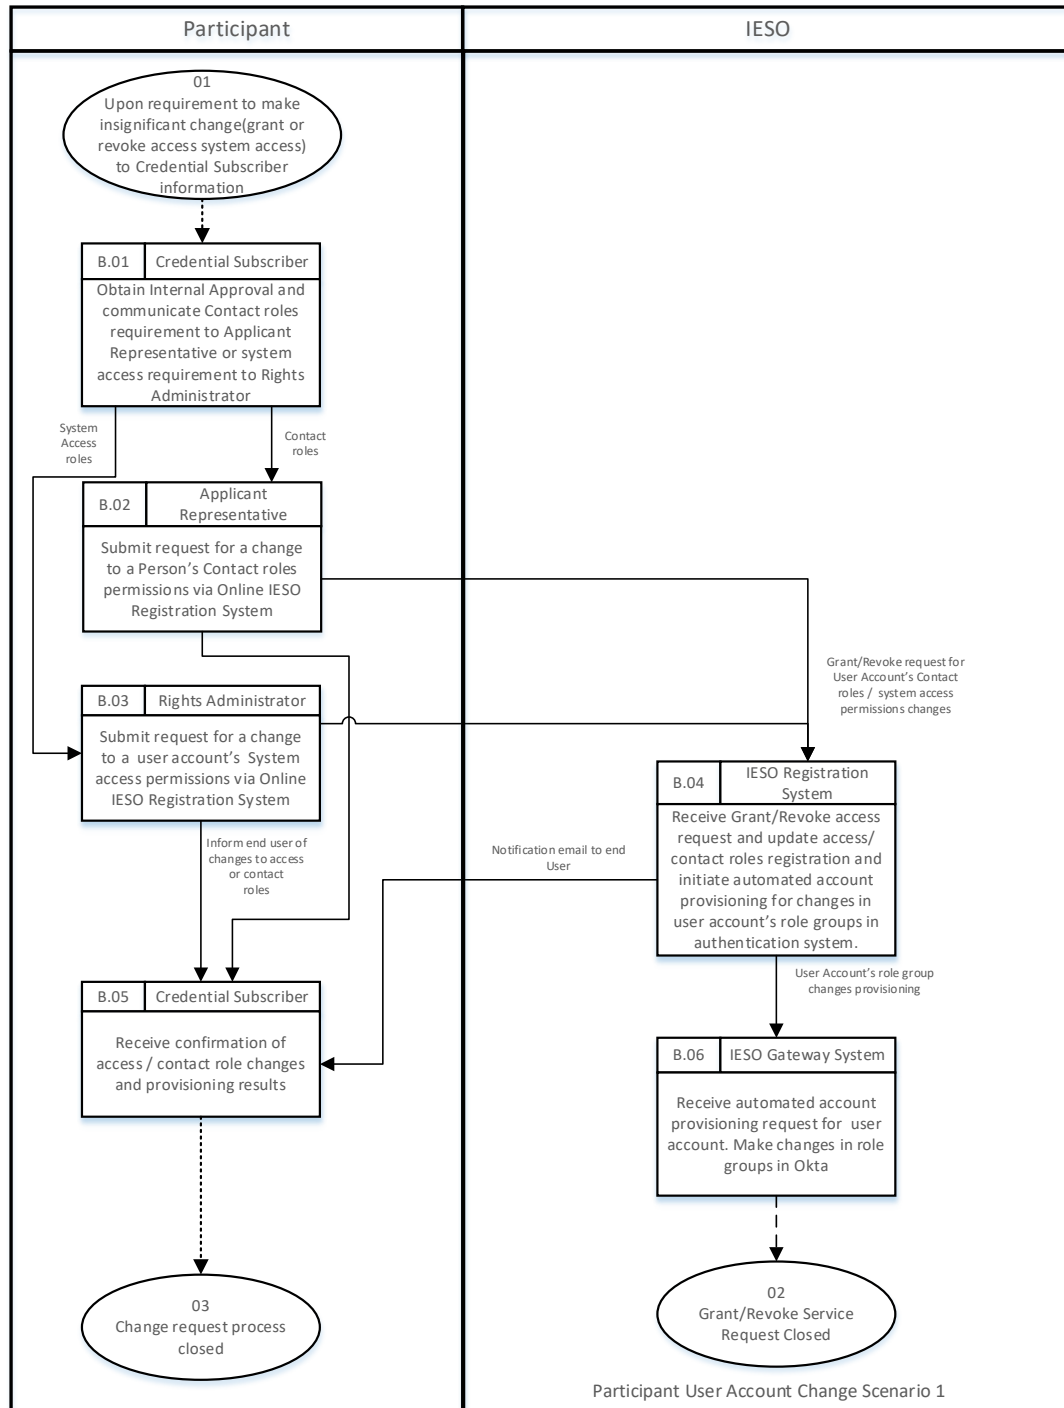 Participant
IESO
01
Upon requirement to make
insignificant change(grant or
revoke access system access)
to Credential Subscriber
information
B.01
Credential Subscriber
Obtain Internal Approval and
communicate Contact roles
requirement to Applicant
Representative or system
access requirement to Rights
Administrator
System
Access
roles
Contact
roles
B.02
Applicant
Representative
Submit request for a change
to a Person's Contact roles
permissions via Online IESO
Registration System
Grant/Revoke request for
User Account's Contact
roles / system access
permissions changes
B.03
Rights Administrator
Submit request for a change
to a user account's System
access permissions via Online
IESO Registration System
B.04
IESO Registration
System
Receive Grant/Revoke access
request and update access/
contact roles registration and
initiate automated account
provisioning for changes in
user account's role groups in
authentication system.
Inform end user of
changes to access
or contact
roles
Notification email to end
User
User Account's role group
changes provisioning
B.05
Credential Subscriber
Receive confirmation of
access / contact role changes
and provisioning results
B.06
IESO Gateway System
Receive automated account
provisioning request for user
account. Make changes in role
groups in Okta
03
Change request process
closed
02
Grant/Revoke Service
Request Closed
Participant User Account Change Scenario 1